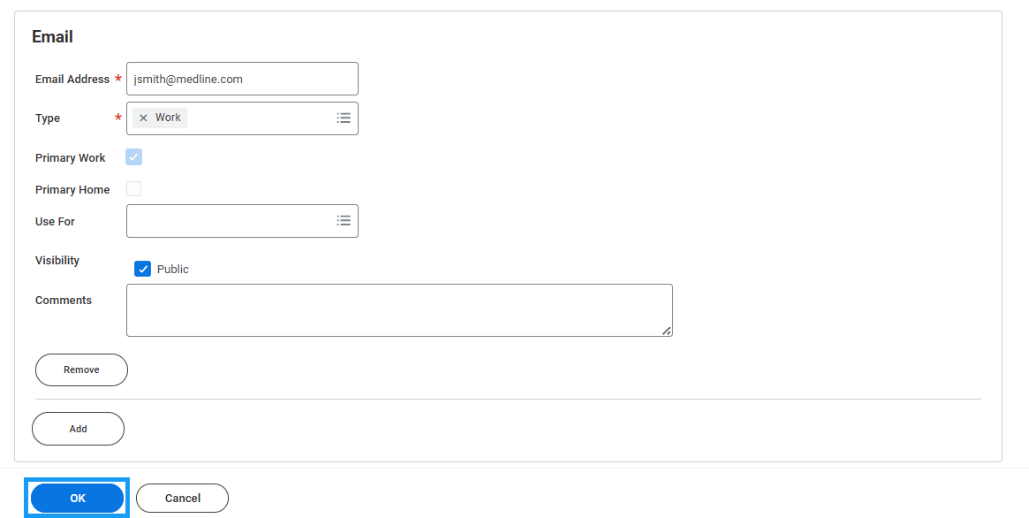 Email
Email Address * jsmith@medline.com
Type * × Work
Primary Work
Primary Home
Use For
Visibility
Public
Comments
Remove
Add
OK Cancel